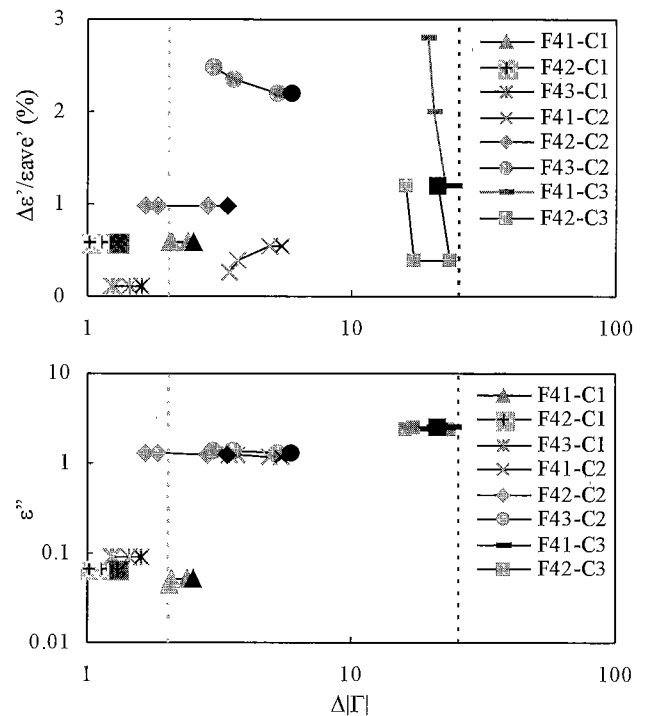 3
2
1
0
Δε'/εave' (%)
F41-C1
F42-C1
F43-C1
F41-C2
F42-C2
F43-C2
F41-C3
F42-C3
1
10
100
10
1
0.1
0.01
ε"
F41-C1
F42-C1
F43-C1
F41-C2
F42-C2
F43-C2
F41-C3
F42-C3
1
10
100
Δ|Γ|